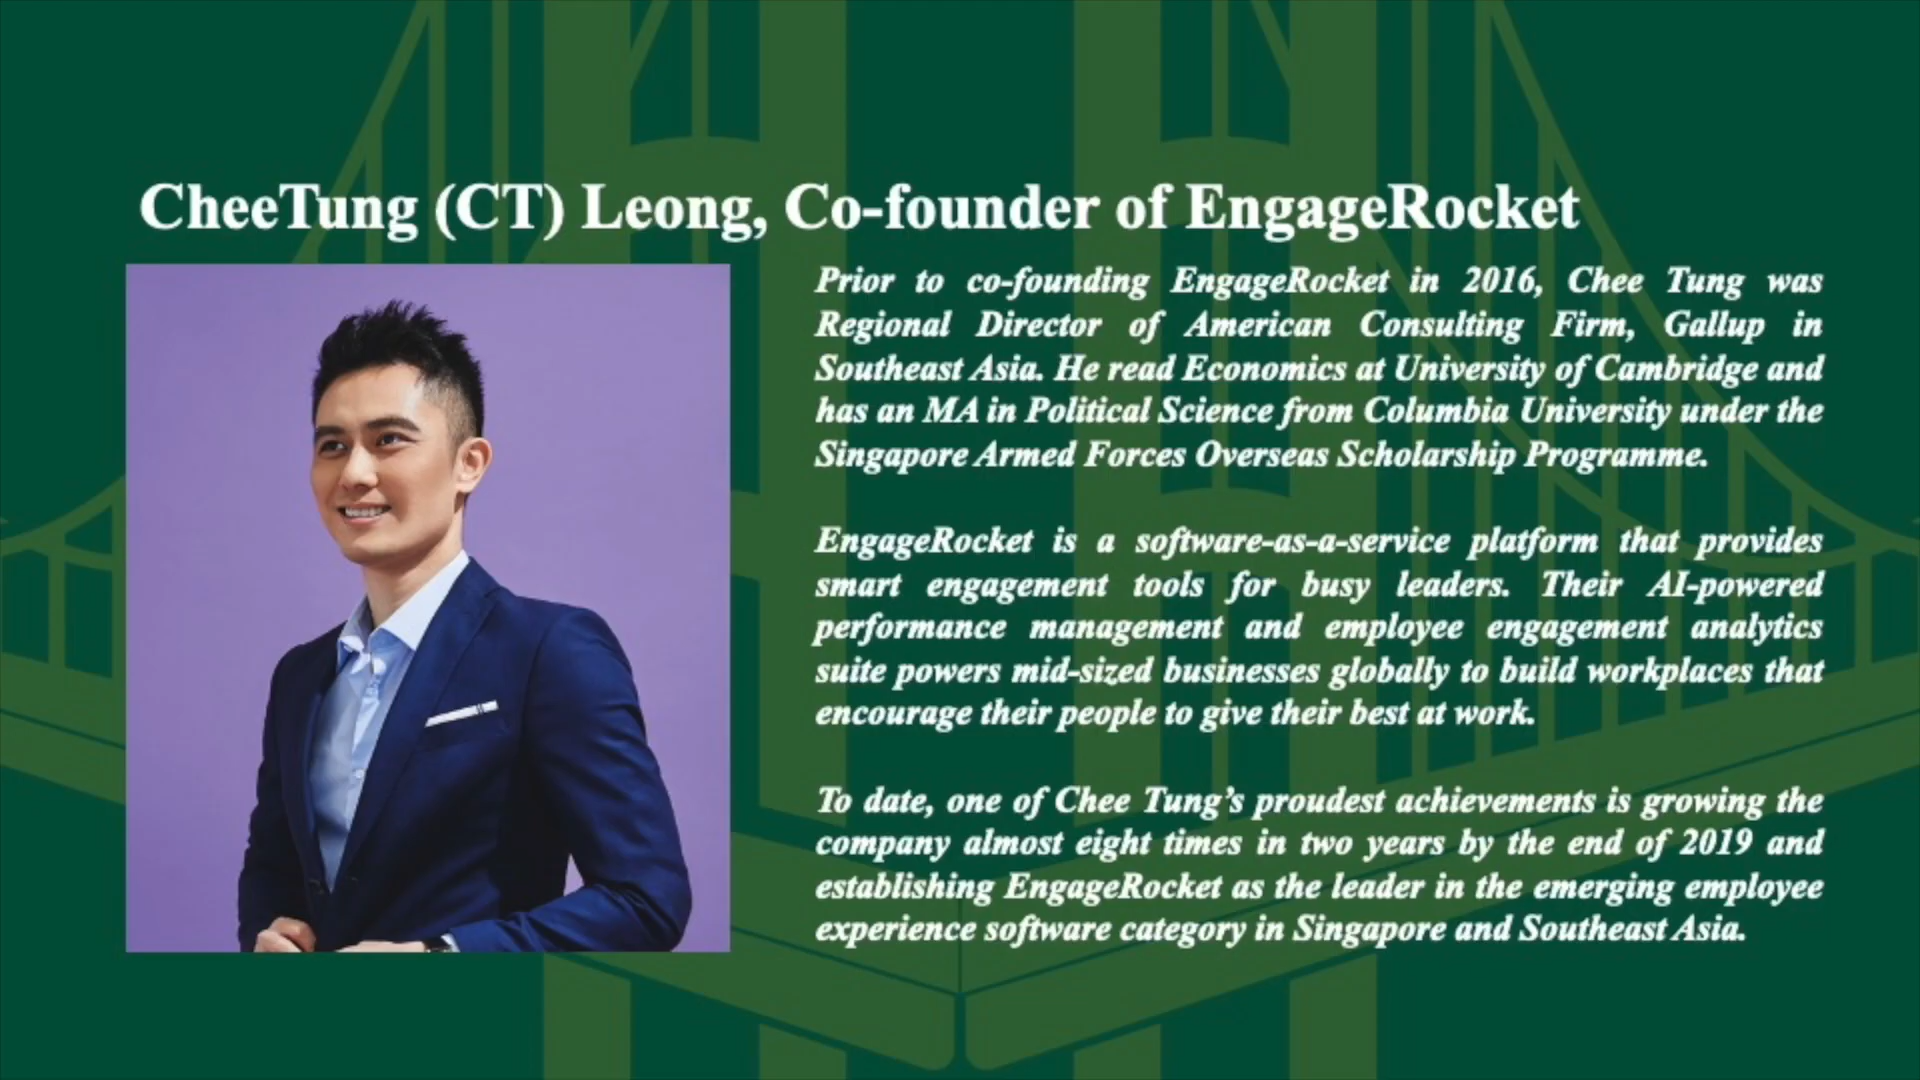 CheeTung (CT) Leong, Co-founder of EngageRocket
Prior to co-founding EngageRocket in 2016, Chee Tung was
Regional Director of American Consulting Firm, Gallup in
Southeast Asia. He read Economics at University of Cambridge and
has an MA in Political Science from Columbia University under the
Singapore Armed Forces Overseas Scholarship Programme.
EngageRocket is a software-as-a-service platform that provides
smart engagement tools for busy leaders. Their AI-powered
performance management and employee engagement analytics
suite powers mid-sized businesses globally to build workplaces that
encourage their people to give their best at work.
To date, one of Chee Tung’s proudest achievements is growing the
company almost eight times in two years by the end of 2019 and
establishing EngageRocket as the leader in the emerging employee
experience software category in Singapore and Southeast Asia.